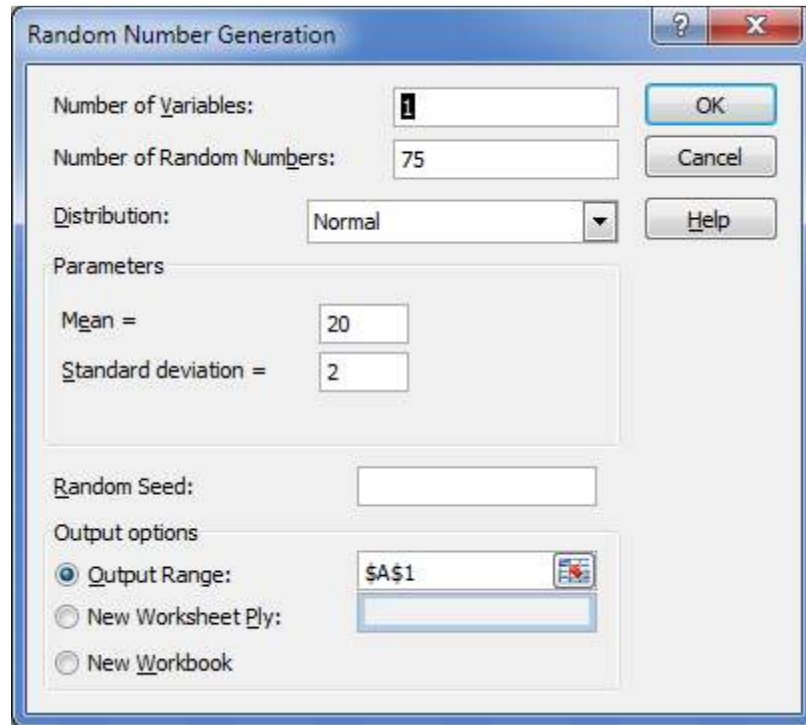 Random Number Generation
Number of Variables: 1
OK
Number of Random Numbers: 75
Cancel
Distribution: Normal
Help
Parameters
Mean = 20
Standard deviation = 2
Random Seed:
Output options
Output Range: $A$1
New Worksheet Ply:
New Workbook